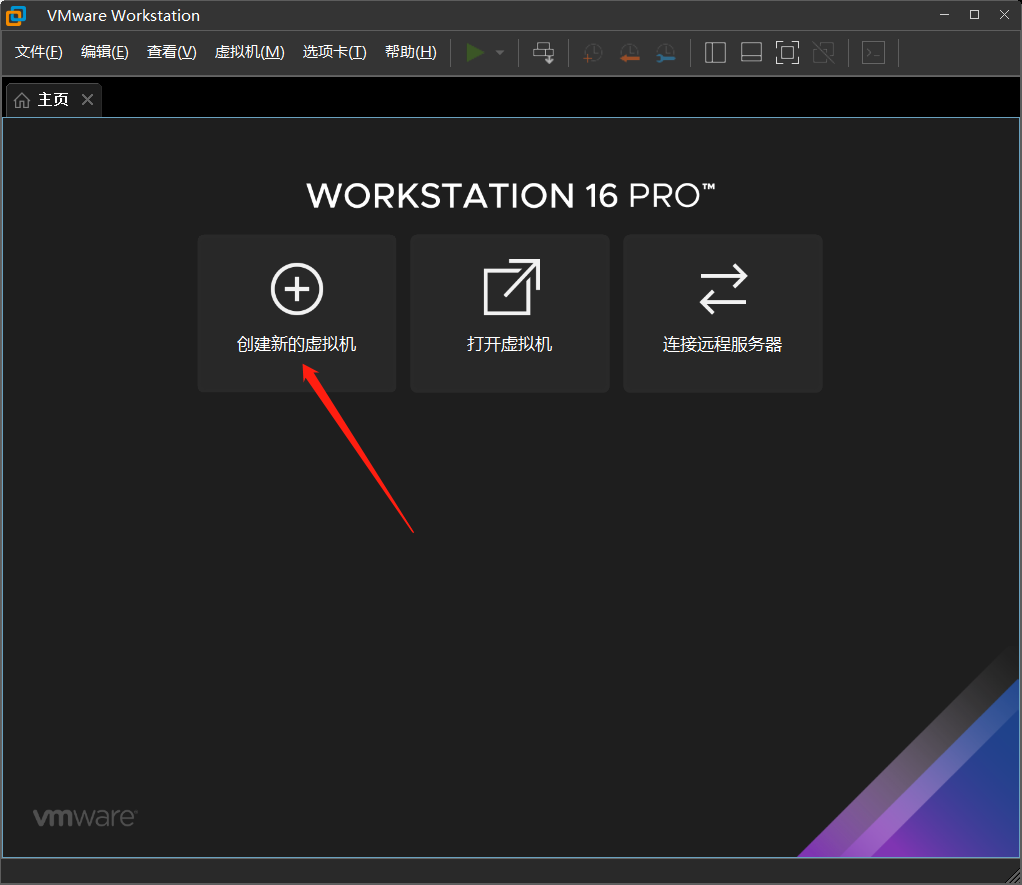 VMware Workstation
文件(F) 编辑(E) 查看(V) 虚拟机(M) 选项卡(T) 帮助(H)
主页
WORKSTATION 16 PRO™
创建新的虚拟机 打开虚拟机 连接远程服务器
vmware®